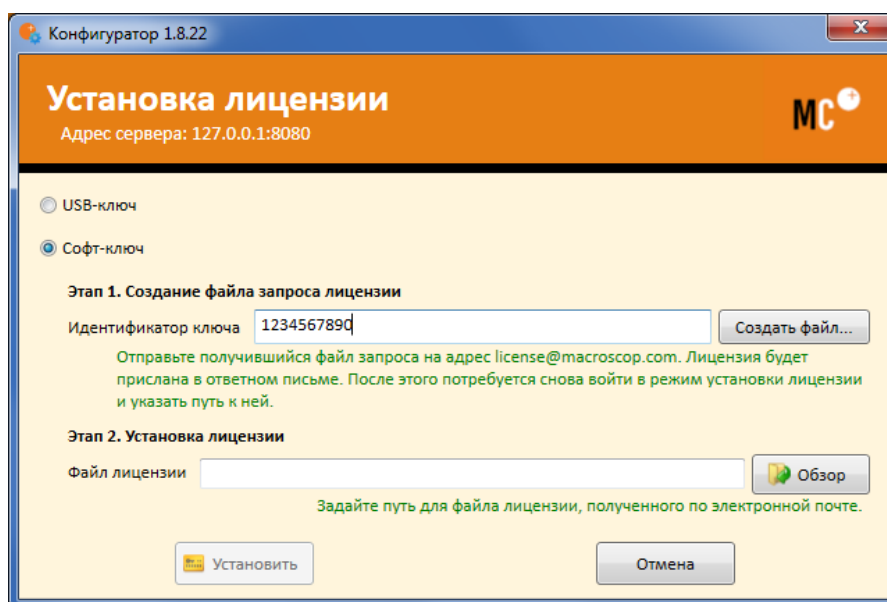 Конфигуратор 1.8.22
Установка лицензии
Адрес сервера: 127.0.0.1:8080
MC
USB-ключ
Софт-ключ
Этап 1. Создание файла запроса лицензии
Идентификатор ключа 1234567890 Создать файл...
Отправьте получившийся файл запроса на адрес license@macroscop.com. Лицензия будет
прислана в ответном письме. После этого потребуется снова войти в режим установки лицензии
и указать путь к ней.
Этап 2. Установка лицензии
Файл лицензии Обзор
Задайте путь для файла лицензии, полученного по электронной почте.
Установить Отмена